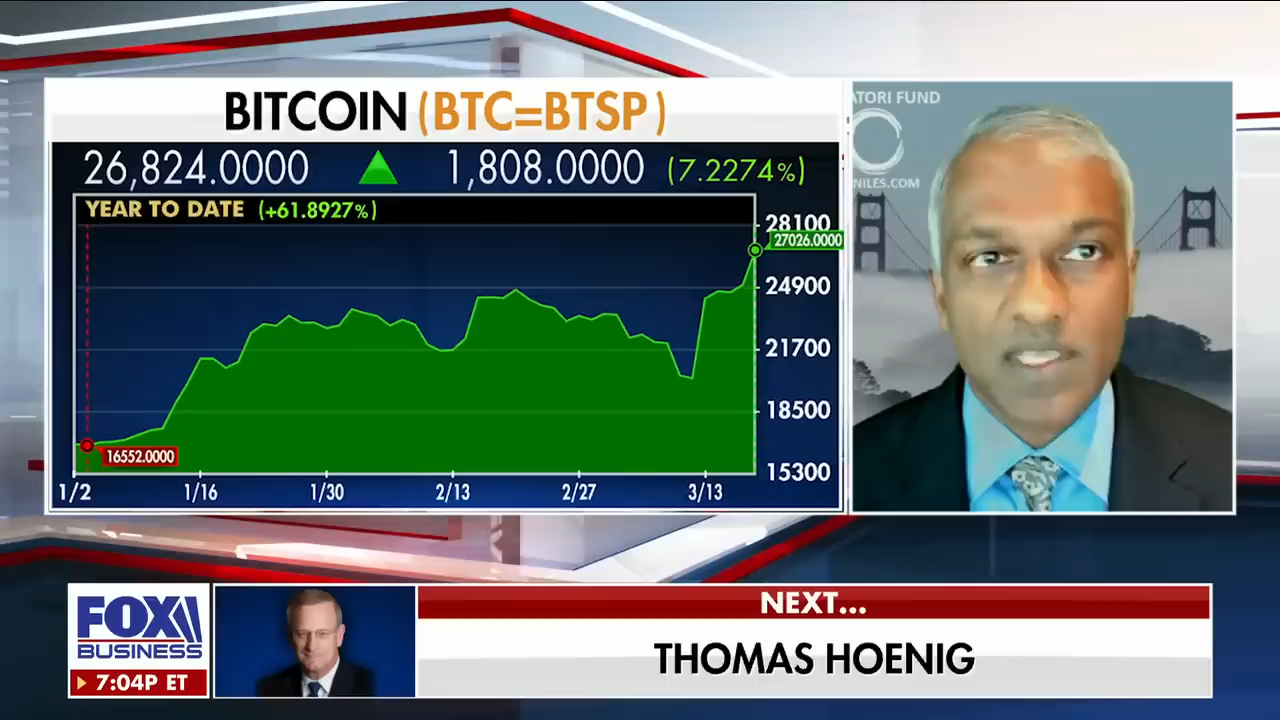 BITCOIN (BTC=BTSP)
26,824.0000 ▲ 1,808.0000 (7.2274%)
YEAR TO DATE (+61.8927%)
28100
27026.0000
24900
21700
18500
16552.0000
15300
1/2 1/16 1/30 2/13 2/27 3/13
ATORI FUND
NILES.COM
FOX
BUSINESS
7:04P ET
NEXT...
THOMAS HOENIG